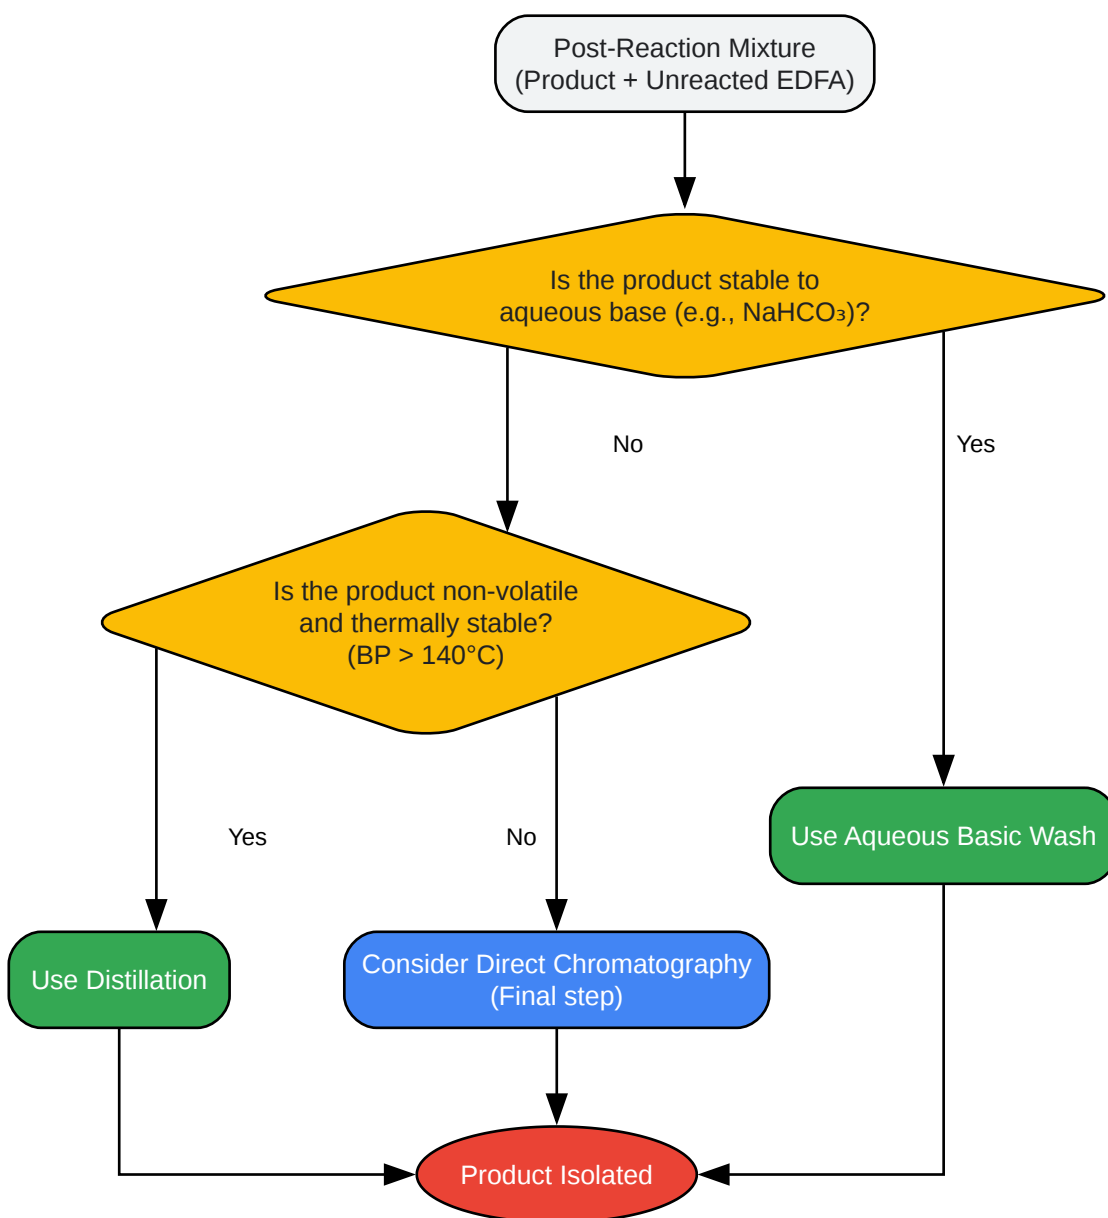 Post-Reaction Mixture
(Product + Unreacted EDFA)
Is the product stable to
aqueous base (e.g., NaHCO₃)?
No
Yes
Is the product non-volatile
and thermally stable?
(BP > 140°C)
Yes
No
Use Aqueous Basic Wash
Use Distillation
Consider Direct Chromatography
(Final step)
Product Isolated